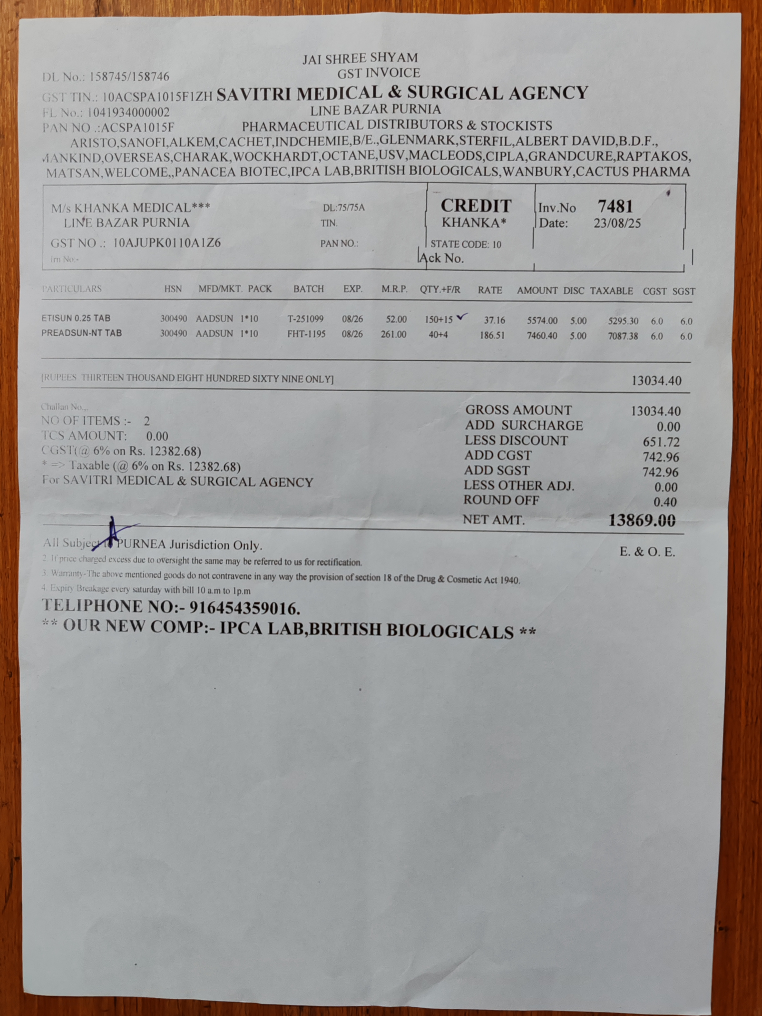 JAI SHREE SHYAM
DL No.: 158745/158746 GST INVOICE
GST TIN.: 10ACSPA1015F1ZH SAVITRI MEDICAL & SURGICAL AGENCY
FL No.: 1041934000002 LINE BAZAR PURNIA
PAN NO .:ACSPA1015F PHARMACEUTICAL DISTRIBUTORS & STOCKISTS
ARISTO,SANOFI,ALKEM,CACHET,INDCHEMIE,B/E.,GLENMARK,STERFIL,ALBERT DAVID,B.D.F.,
MANKIND,OVERSEAS,CHARAK,WOCKHARDT,OCTANE,USV,MACLEODS,CIPLA,GRANDCURE,RAPTAKOS,
MATSAN,WELCOME,,PANACEA BIOTEC,IPCA LAB,BRITISH BIOLOGICALS,WANBURY,CACTUS PHARMA
M/s KHANKA MEDICAL*** DL:75/75A CREDIT Inv.No 7481
LINE BAZAR PURNIA TIN. KHANKA* Date: 23/08/25
GST NO .: 10AJUPK0110A1Z6 PAN NO.: STATE CODE: 10
Irn No.- Ack No.
PARTICULARS HSN MFD/MKT. PACK BATCH EXP. M.R.P. QTY.+F/R RATE AMOUNT DISC TAXABLE CGST SGST
ETISUN 0.25 TAB 300490 AADSUN 1*10 T-251099 08/26 52.00 150+15 37.16 5574.00 5.00 5295.30 6.0 6.0
PREADSUN-NT TAB 300490 AADSUN 1*10 FHT-1195 08/26 261.00 40+4 186.51 7460.40 5.00 7087.38 6.0 6.0
[RUPEES THIRTEEN THOUSAND EIGHT HUNDRED SIXTY NINE ONLY] 13034.40
Challan No.,
NO OF ITEMS :- 2 GROSS AMOUNT 13034.40
TCS AMOUNT: 0.00 ADD SURCHARGE 0.00
CGST(@ 6% on Rs. 12382.68) LESS DISCOUNT 651.72
* => Taxable (@ 6% on Rs. 12382.68) ADD CGST 742.96
For SAVITRI MEDICAL & SURGICAL AGENCY ADD SGST 742.96
LESS OTHER ADJ. 0.00
ROUND OFF 0.40
NET AMT. 13869.00
All Subject PURNEA Jurisdiction Only. E. & O. E.
2. If price charged excess due to oversight the same may be referred to us for rectification.
3. Warranty-The above mentioned goods do not contravene in any way the provision of section 18 of the Drug & Cosmetic Act 1940.
4. Expiry Breakage every saturday with bill 10 a.m to 1p.m
TELIPHONE NO:- 916454359016.
** OUR NEW COMP:- IPCA LAB,BRITISH BIOLOGICALS **